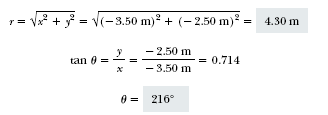 r = √x² + y² = √(−3.50 m)² + (−2.50 m)² = 4.30 m
tan θ = y/x = −2.50 m/−3.50 m = 0.714
θ = 216°